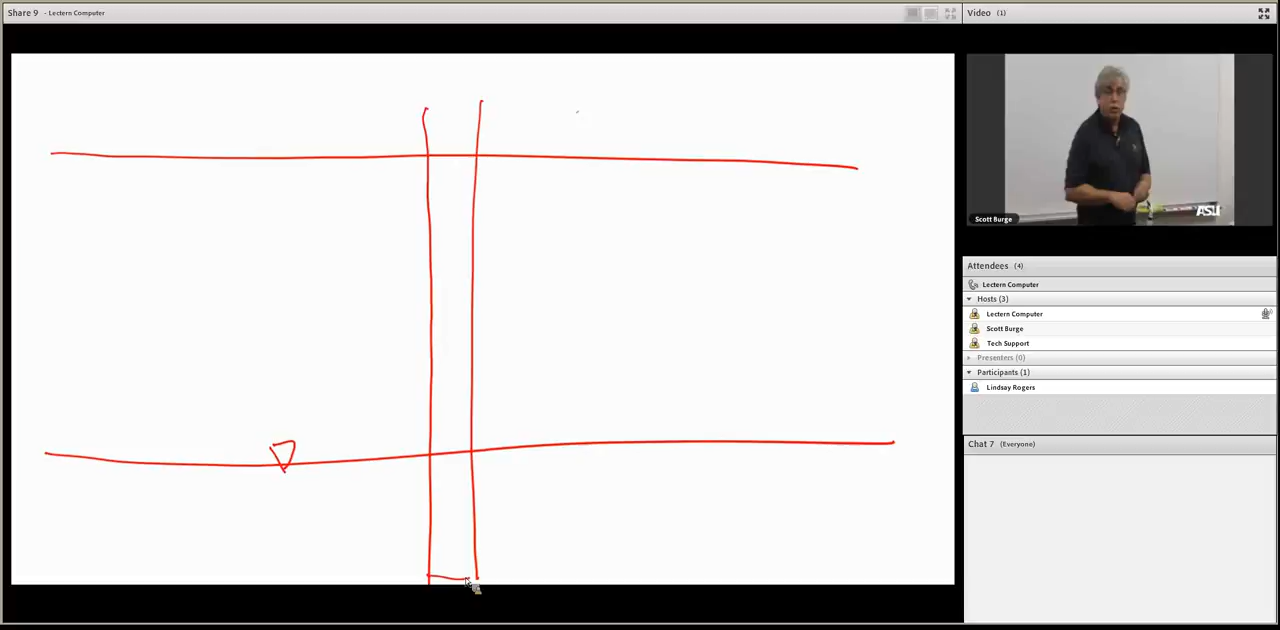 Share 9 - Lectern Computer
Video (1)
Scott Burge
ASU
Attendees (4)
Lectern Computer
Hosts (3)
Lectern Computer
Scott Burge
Tech Support
Presenters (0)
Participants (1)
Lindsay Rogers
Chat 7 (Everyone)